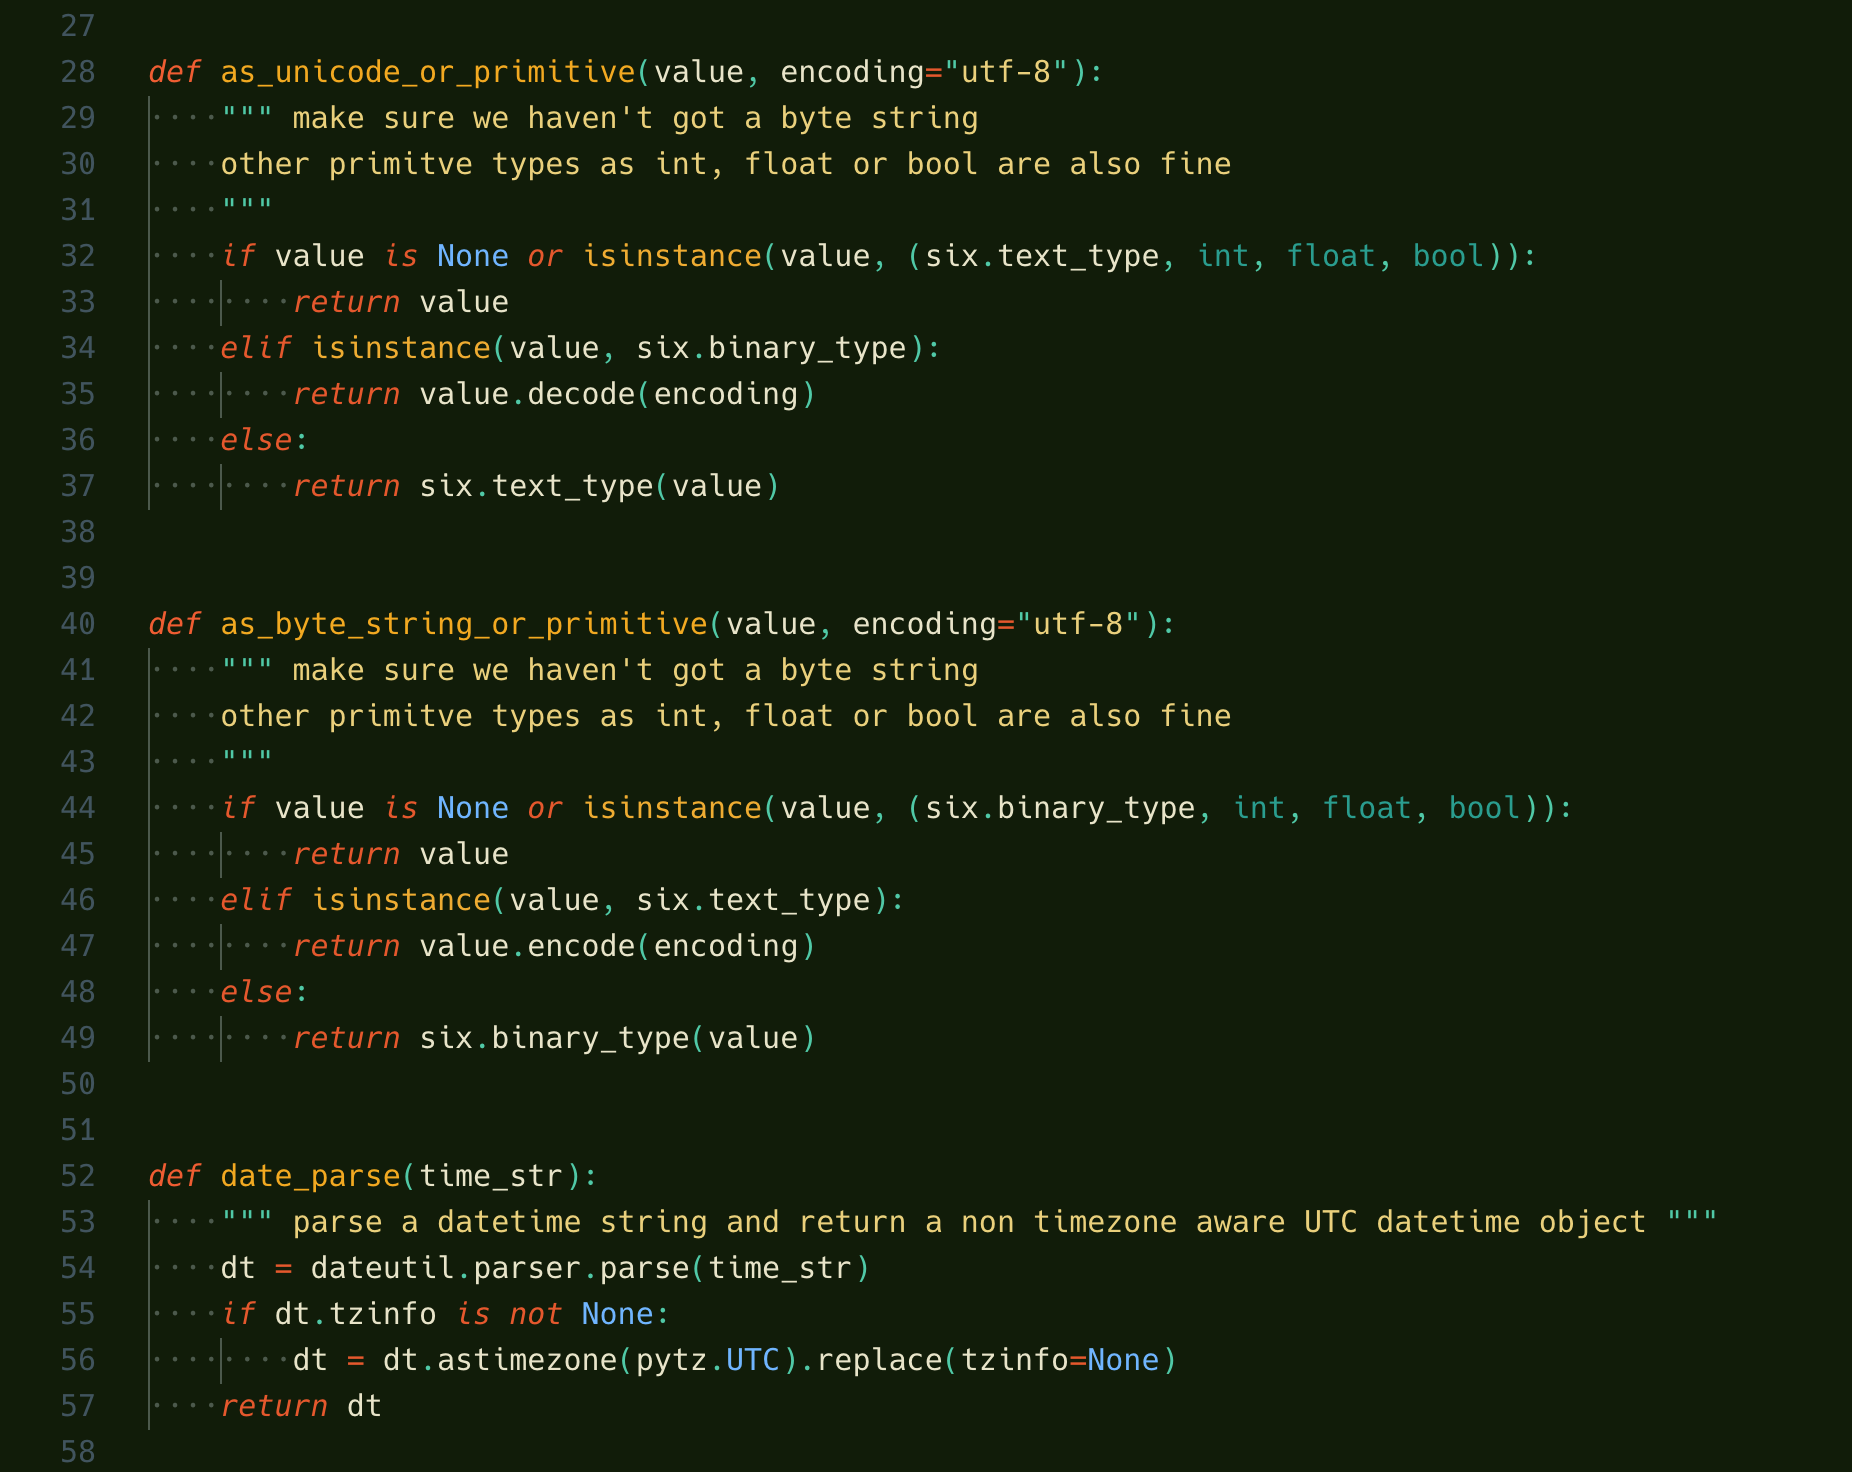 27
28 def as_unicode_or_primitive(value, encoding="utf-8"):
29 """ make sure we haven't got a byte string
30 other primitve types as int, float or bool are also fine
31 """
32 if value is None or isinstance(value, (six.text_type, int, float, bool)):
33 return value
34 elif isinstance(value, six.binary_type):
35 return value.decode(encoding)
36 else:
37 return six.text_type(value)
38
39
40 def as_byte_string_or_primitive(value, encoding="utf-8"):
41 """ make sure we haven't got a byte string
42 other primitve types as int, float or bool are also fine
43 """
44 if value is None or isinstance(value, (six.binary_type, int, float, bool)):
45 return value
46 elif isinstance(value, six.text_type):
47 return value.encode(encoding)
48 else:
49 return six.binary_type(value)
50
51
52 def date_parse(time_str):
53 """ parse a datetime string and return a non timezone aware UTC datetime object """
54 dt = dateutil.parser.parse(time_str)
55 if dt.tzinfo is not None:
56 dt = dt.astimezone(pytz.UTC).replace(tzinfo=None)
57 return dt
58